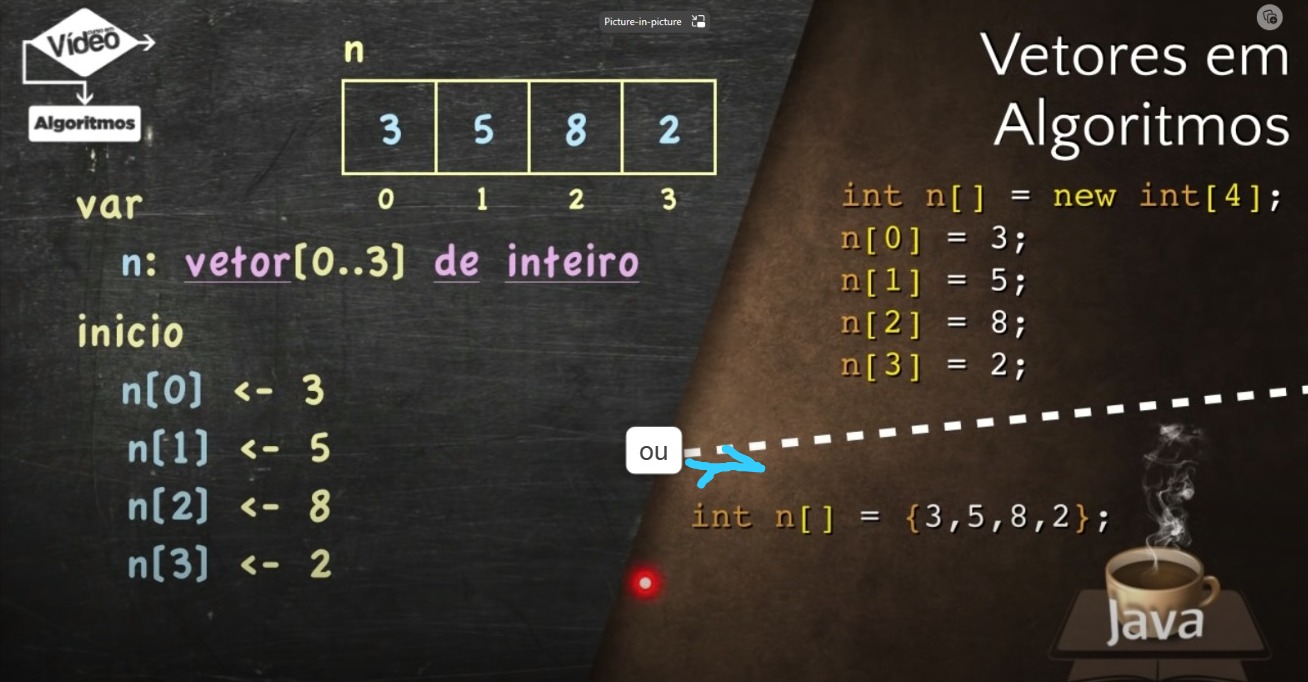 Picture-in-picture
curso em
Vídeo
Algoritmos
n
3 5 8 2
0 1 2 3
var
n: vetor[0..3] de inteiro
inicio
n[0] <- 3
n[1] <- 5
n[2] <- 8
n[3] <- 2
Vetores em
Algoritmos
int n[] = new int[4];
n[0] = 3;
n[1] = 5;
n[2] = 8;
n[3] = 2;
ou
int n[] = {3,5,8,2};
Java